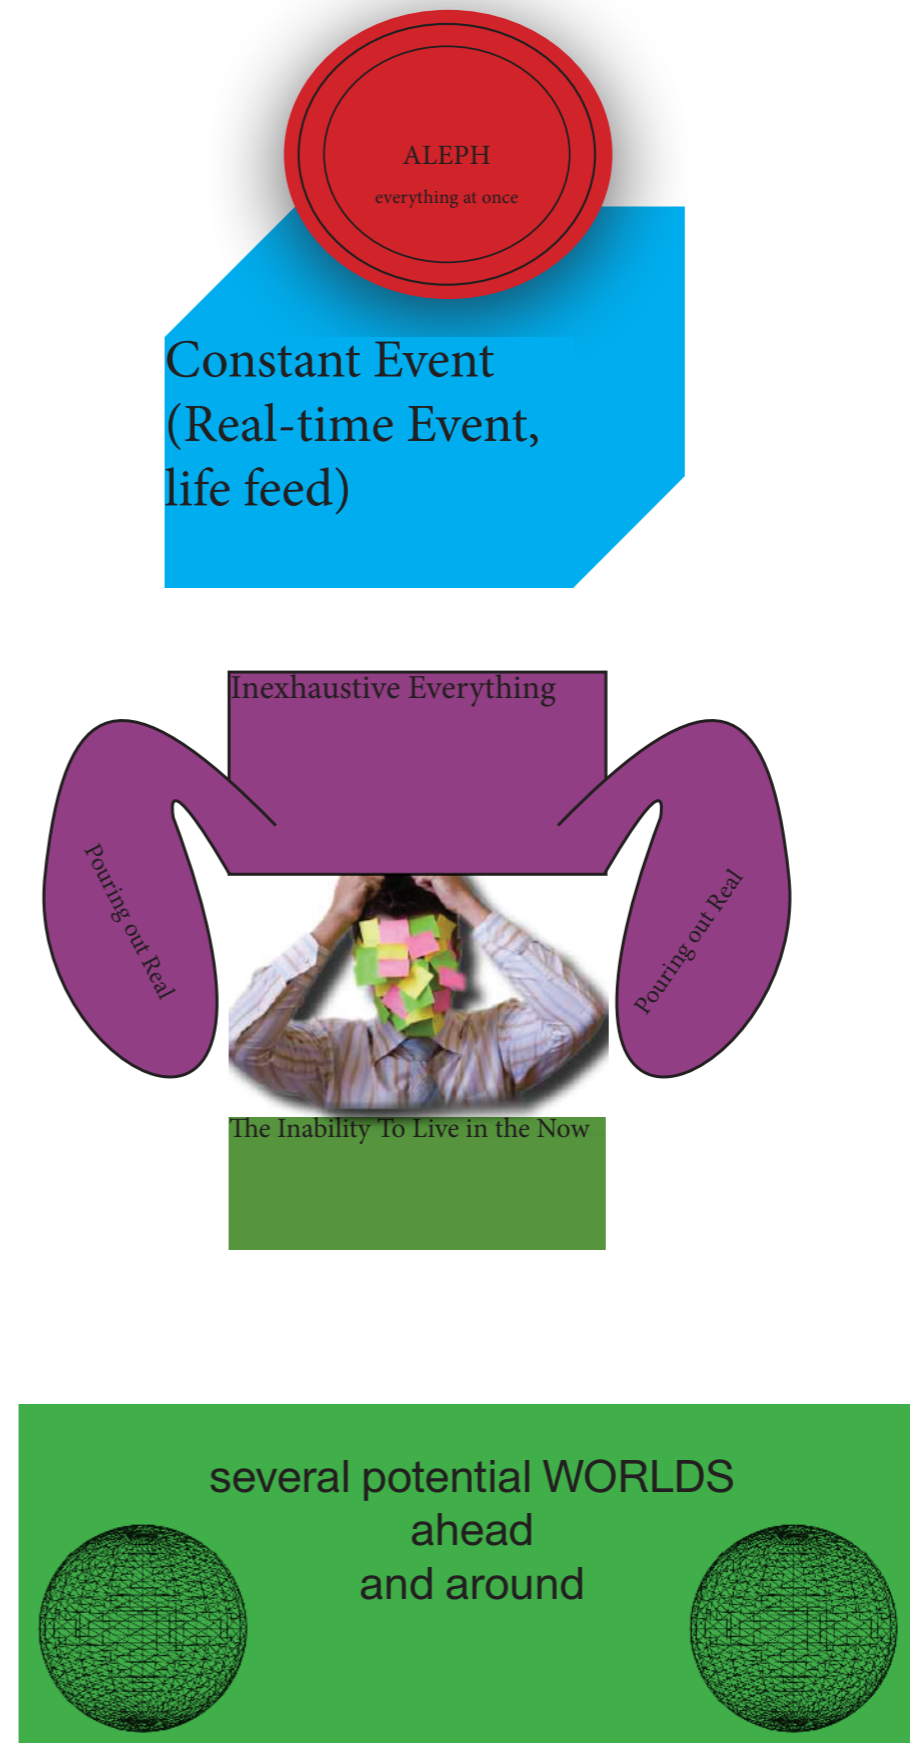 ALEPH
everything at once
Constant Event
(Real-time Event,
life feed)
Inexhaustive Everything
Pouring out Real
Pouring out Real
The Inability To Live in the Now
several potential WORLDS
ahead
and around